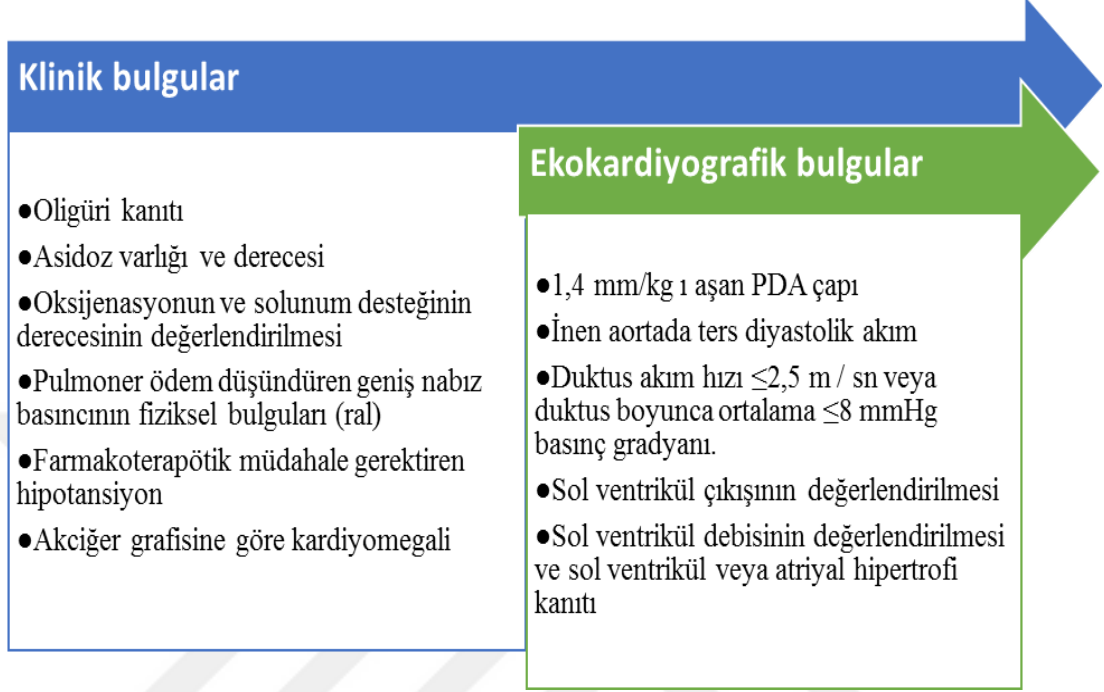 Klinik bulgular
●Oligüri kanıtı
●Asidoz varlığı ve derecesi
●Oksijenasyonun ve solunum desteğinin
derecesinin değerlendirilmesi
●Pulmoner ödem düşündüren geniş nabız
basıncının fiziksel bulguları (ral)
●Farmakoterapötik müdahale gerektiren
hipotansiyon
●Akciğer grafisine göre kardiyomegali
Ekokardiyografik bulgular
●1,4 mm/kg ı aşan PDA çapı
●İnen aortada ters diyastolik akım
●Duktus akım hızı ≤2,5 m / sn veya
duktus boyunca ortalama ≤8 mmHg
basınç gradyanı.
●Sol ventrikül çıkışının değerlendirilmesi
●Sol ventrikül debisinin değerlendirilmesi
ve sol ventrikül veya atriyal hipertrofi
kanıtı